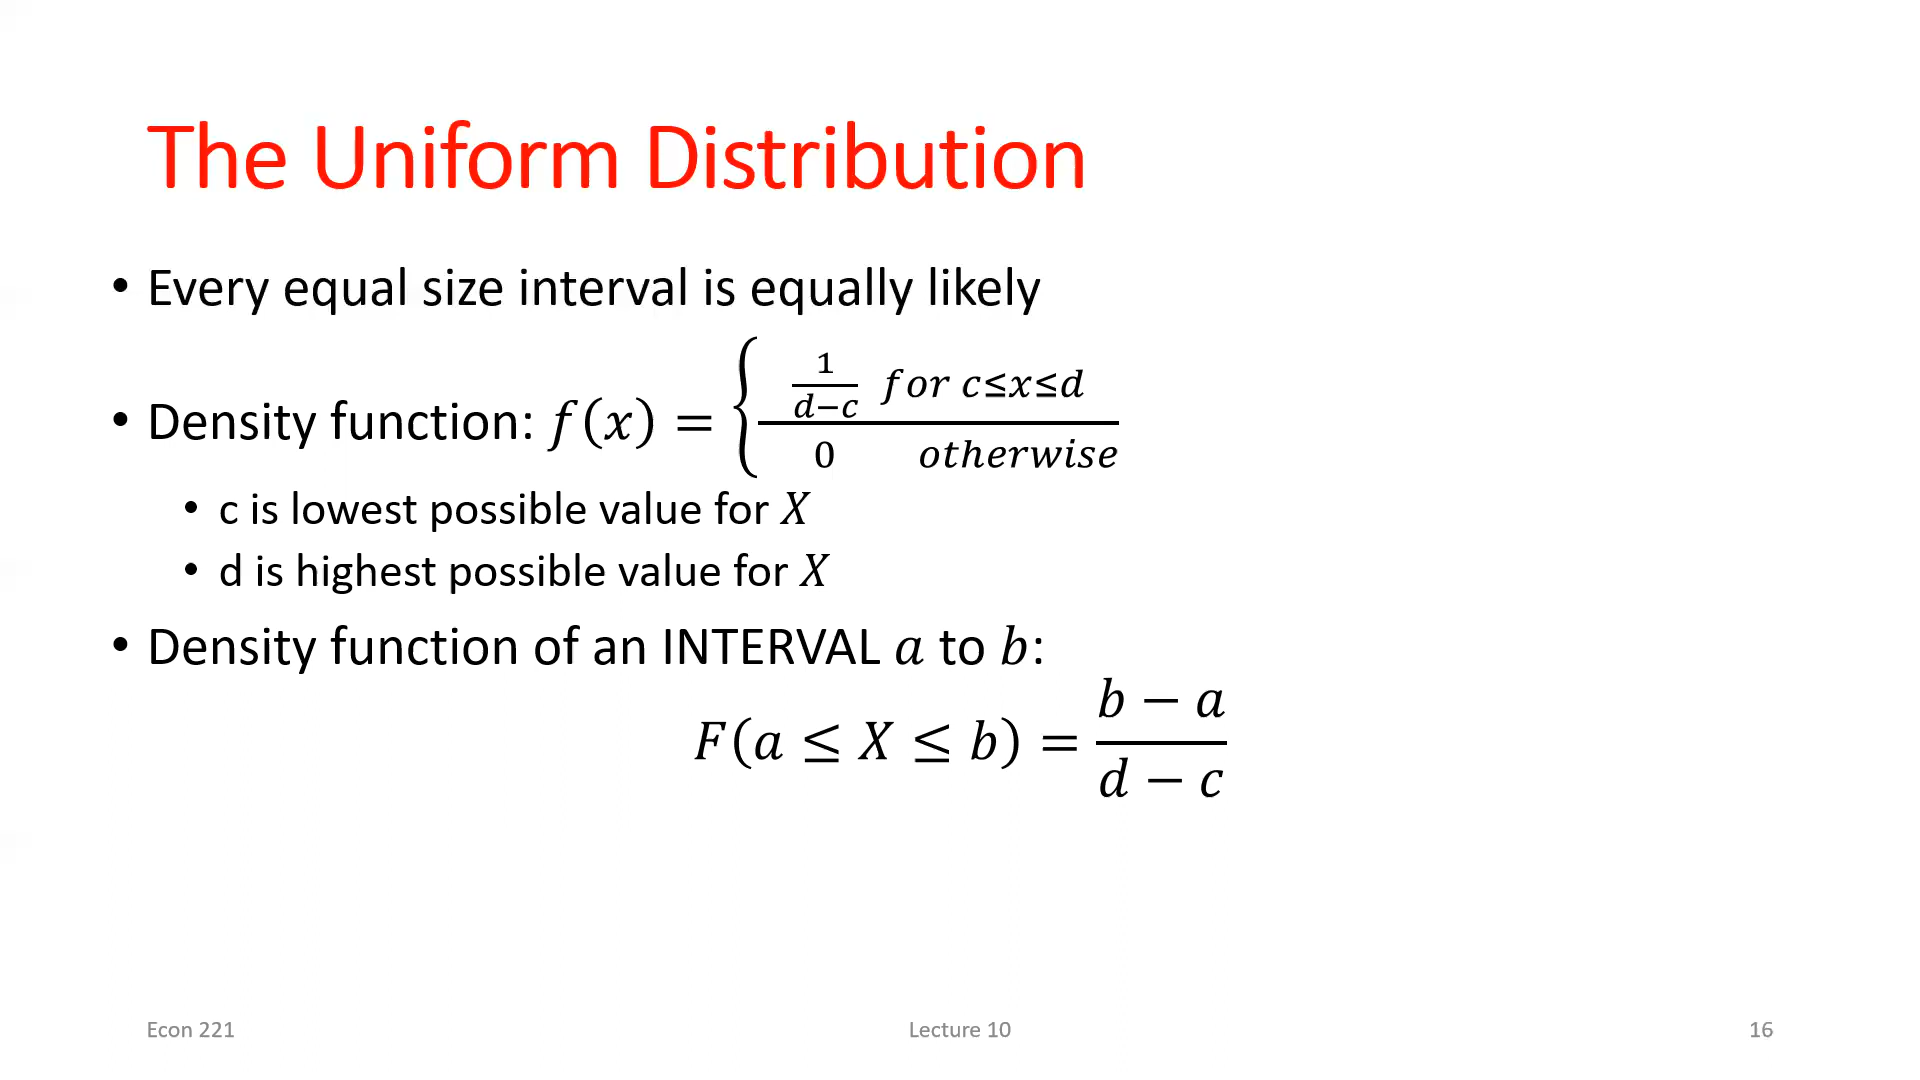 The Uniform Distribution
• Every equal size interval is equally likely
• Density function: f(x) = { 1/(d−c) for c≤x≤d
0 otherwise
• c is lowest possible value for X
• d is highest possible value for X
• Density function of an INTERVAL a to b:
F(a ≤ X ≤ b) = (b − a)/(d − c)
Econ 221 Lecture 10 16